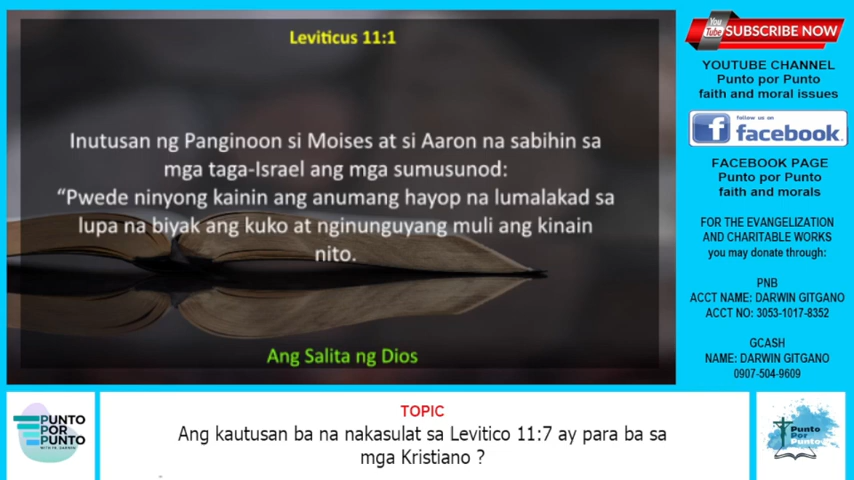 Leviticus 11:1
Inutusan ng Panginoon si Moises at si Aaron na sabihin sa
mga taga-Israel ang mga sumusunod:
“Pwede ninyong kainin ang anumang hayop na lumalakad sa
lupa na biyak ang kuko at nginunguyang muli ang kinain
nito.
Ang Salita ng Dios
You
Tube
SUBSCRIBE NOW
YOUTUBE CHANNEL
Punto por Punto
faith and moral issues
follow us on
facebook
FACEBOOK PAGE
Punto por Punto
faith and morals
FOR THE EVANGELIZATION
AND CHARITABLE WORKS
you may donate through:
PNB
ACCT NAME: DARWIN GITGANO
ACCT NO: 3053-1017-8352
GCASH
NAME: DARWIN GITGANO
0907-504-9609
PUNTO
POR
PUNTO
TOPIC
Ang kautusan ba na nakasulat sa Levitico 11:7 ay para ba sa
mga Kristiano ?
Punto
Por
Punto